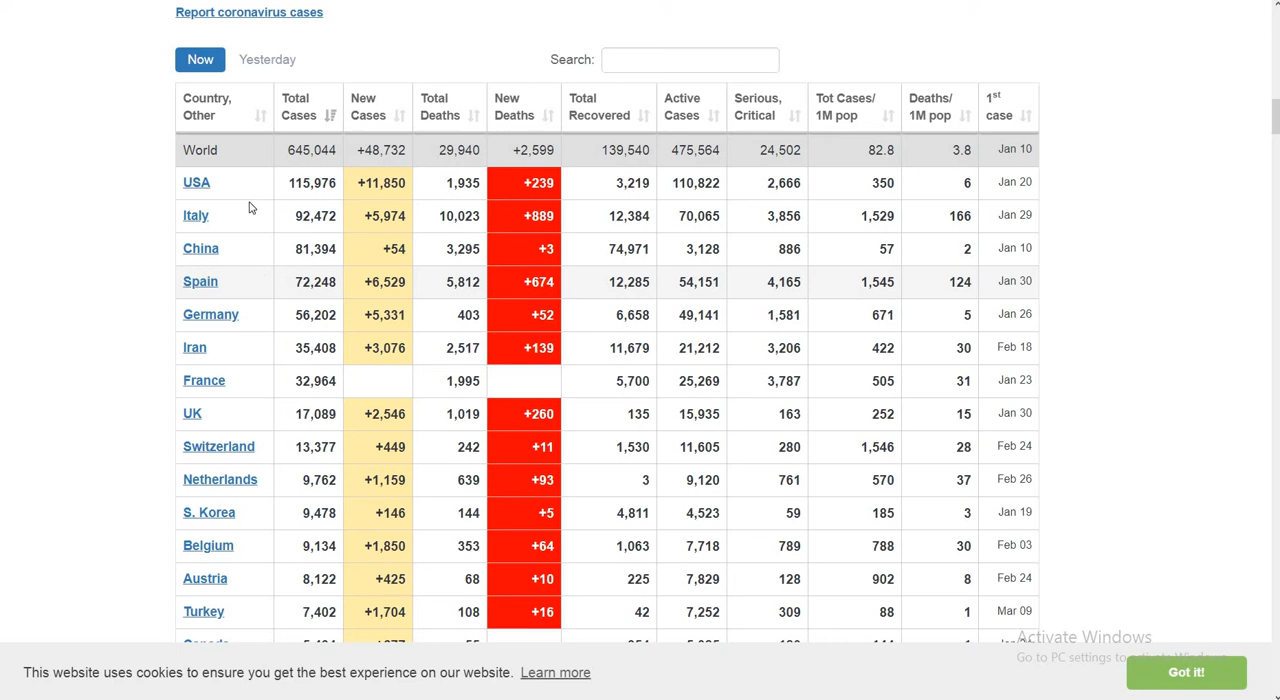 Report coronavirus cases
Now Yesterday Search:
Country, Other Total Cases New Cases Total Deaths New Deaths Total Recovered Active Cases Serious, Critical Tot Cases/ 1M pop Deaths/ 1M pop 1st case
World 645,044 +48,732 29,940 +2,599 139,540 475,564 24,502 82.8 3.8 Jan 10
USA 115,976 +11,850 1,935 +239 3,219 110,822 2,666 350 6 Jan 20
Italy 92,472 +5,974 10,023 +889 12,384 70,065 3,856 1,529 166 Jan 29
China 81,394 +54 3,295 +3 74,971 3,128 886 57 2 Jan 10
Spain 72,248 +6,529 5,812 +674 12,285 54,151 4,165 1,545 124 Jan 30
Germany 56,202 +5,331 403 +52 6,658 49,141 1,581 671 5 Jan 26
Iran 35,408 +3,076 2,517 +139 11,679 21,212 3,206 422 30 Feb 18
France 32,964 1,995 5,700 25,269 3,787 505 31 Jan 23
UK 17,089 +2,546 1,019 +260 135 15,935 163 252 15 Jan 30
Switzerland 13,377 +449 242 +11 1,530 11,605 280 1,546 28 Feb 24
Netherlands 9,762 +1,159 639 +93 3 9,120 761 570 37 Feb 26
S. Korea 9,478 +146 144 +5 4,811 4,523 59 185 3 Jan 19
Belgium 9,134 +1,850 353 +64 1,063 7,718 789 788 30 Feb 03
Austria 8,122 +425 68 +10 225 7,829 128 902 8 Feb 24
Turkey 7,402 +1,704 108 +16 42 7,252 309 88 1 Mar 09
Activate Windows
Go to PC settings to activate Windows.
This website uses cookies to ensure you get the best experience on our website. Learn more Got it!